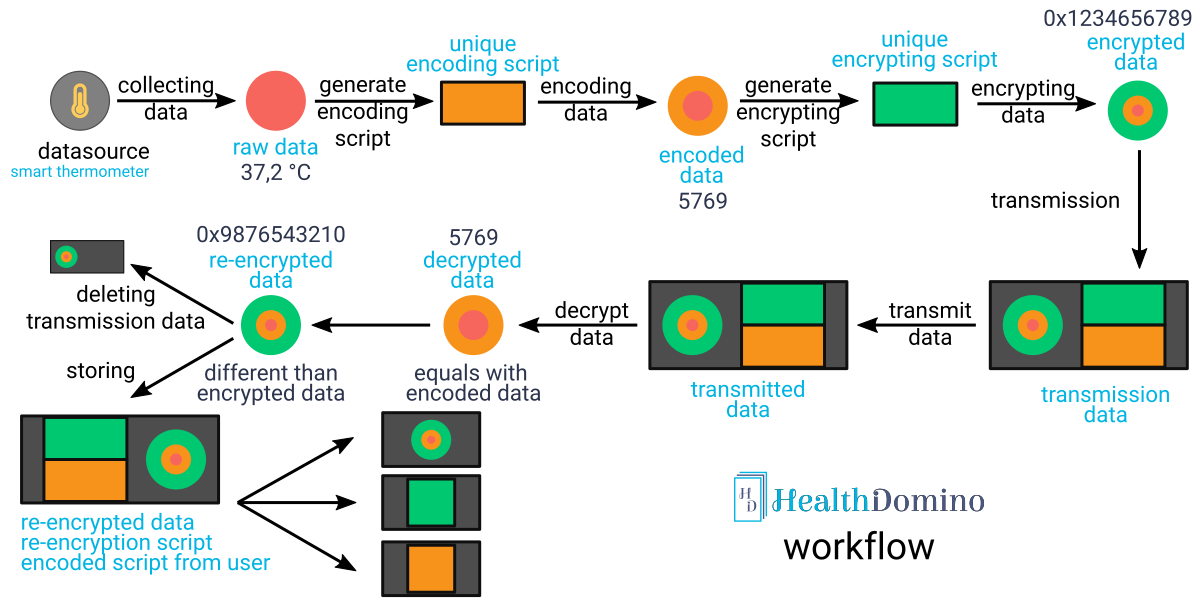 0x1234656789
encrypted
data
unique
encoding script
unique
encrypting script
collecting
data
generate
encoding
script
encoding
data
generate
encrypting
script
encrypting
data
datasource
smart thermometer
raw data
37,2 °C
encoded
data
5769
transmission
0x9876543210
re-encrypted
data
5769
decrypted
data
deleting
transmission data
decrypt
data
transmit
data
storing
different than
encrypted data
equals with
encoded data
transmitted
data
transmission
data
re-encrypted data
re-encryption script
encoded script from user
H
D
HealthDomino
workflow